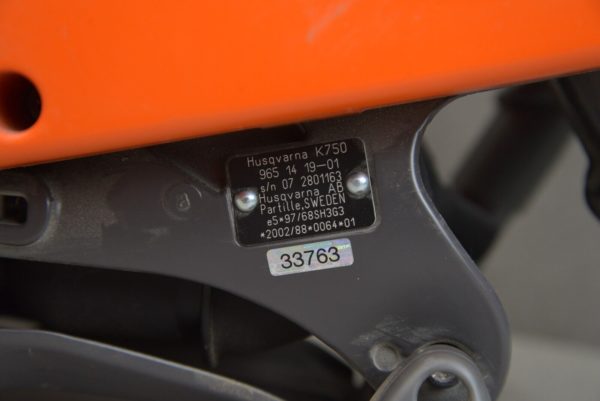 Husqvarna K750
965 14 19-01
s/n 07 2801163
Husqvarna AB
Partille, SWEDEN
e5*97/68SH3G3
*2002/88*0064*01
33763